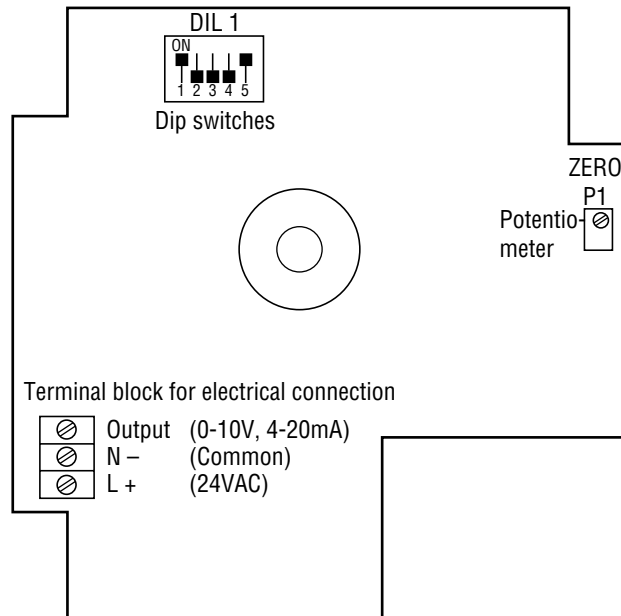 DIL 1
ON
1 2 3 4 5
Dip switches
ZERO
P1
Potentio-
meter
Terminal block for electrical connection
Output (0-10V, 4-20mA)
N – (Common)
L + (24VAC)